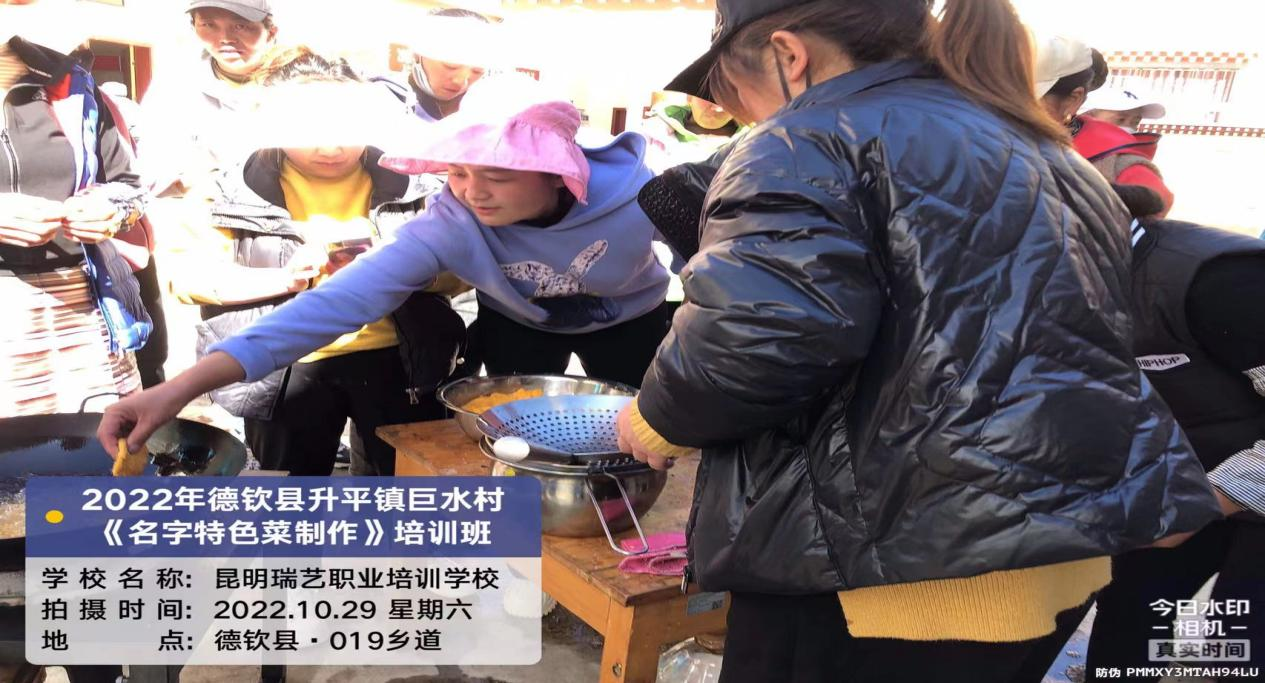 2022年德钦县升平镇巨水村
《名字特色菜制作》培训班
学校名称：昆明瑞艺职业培训学校
拍摄时间：2022.10.29 星期六
地点：德钦县·019乡道
HIPHOP
今日水印
相机
真实时间
防伪 PMMXY3MTAH94LU